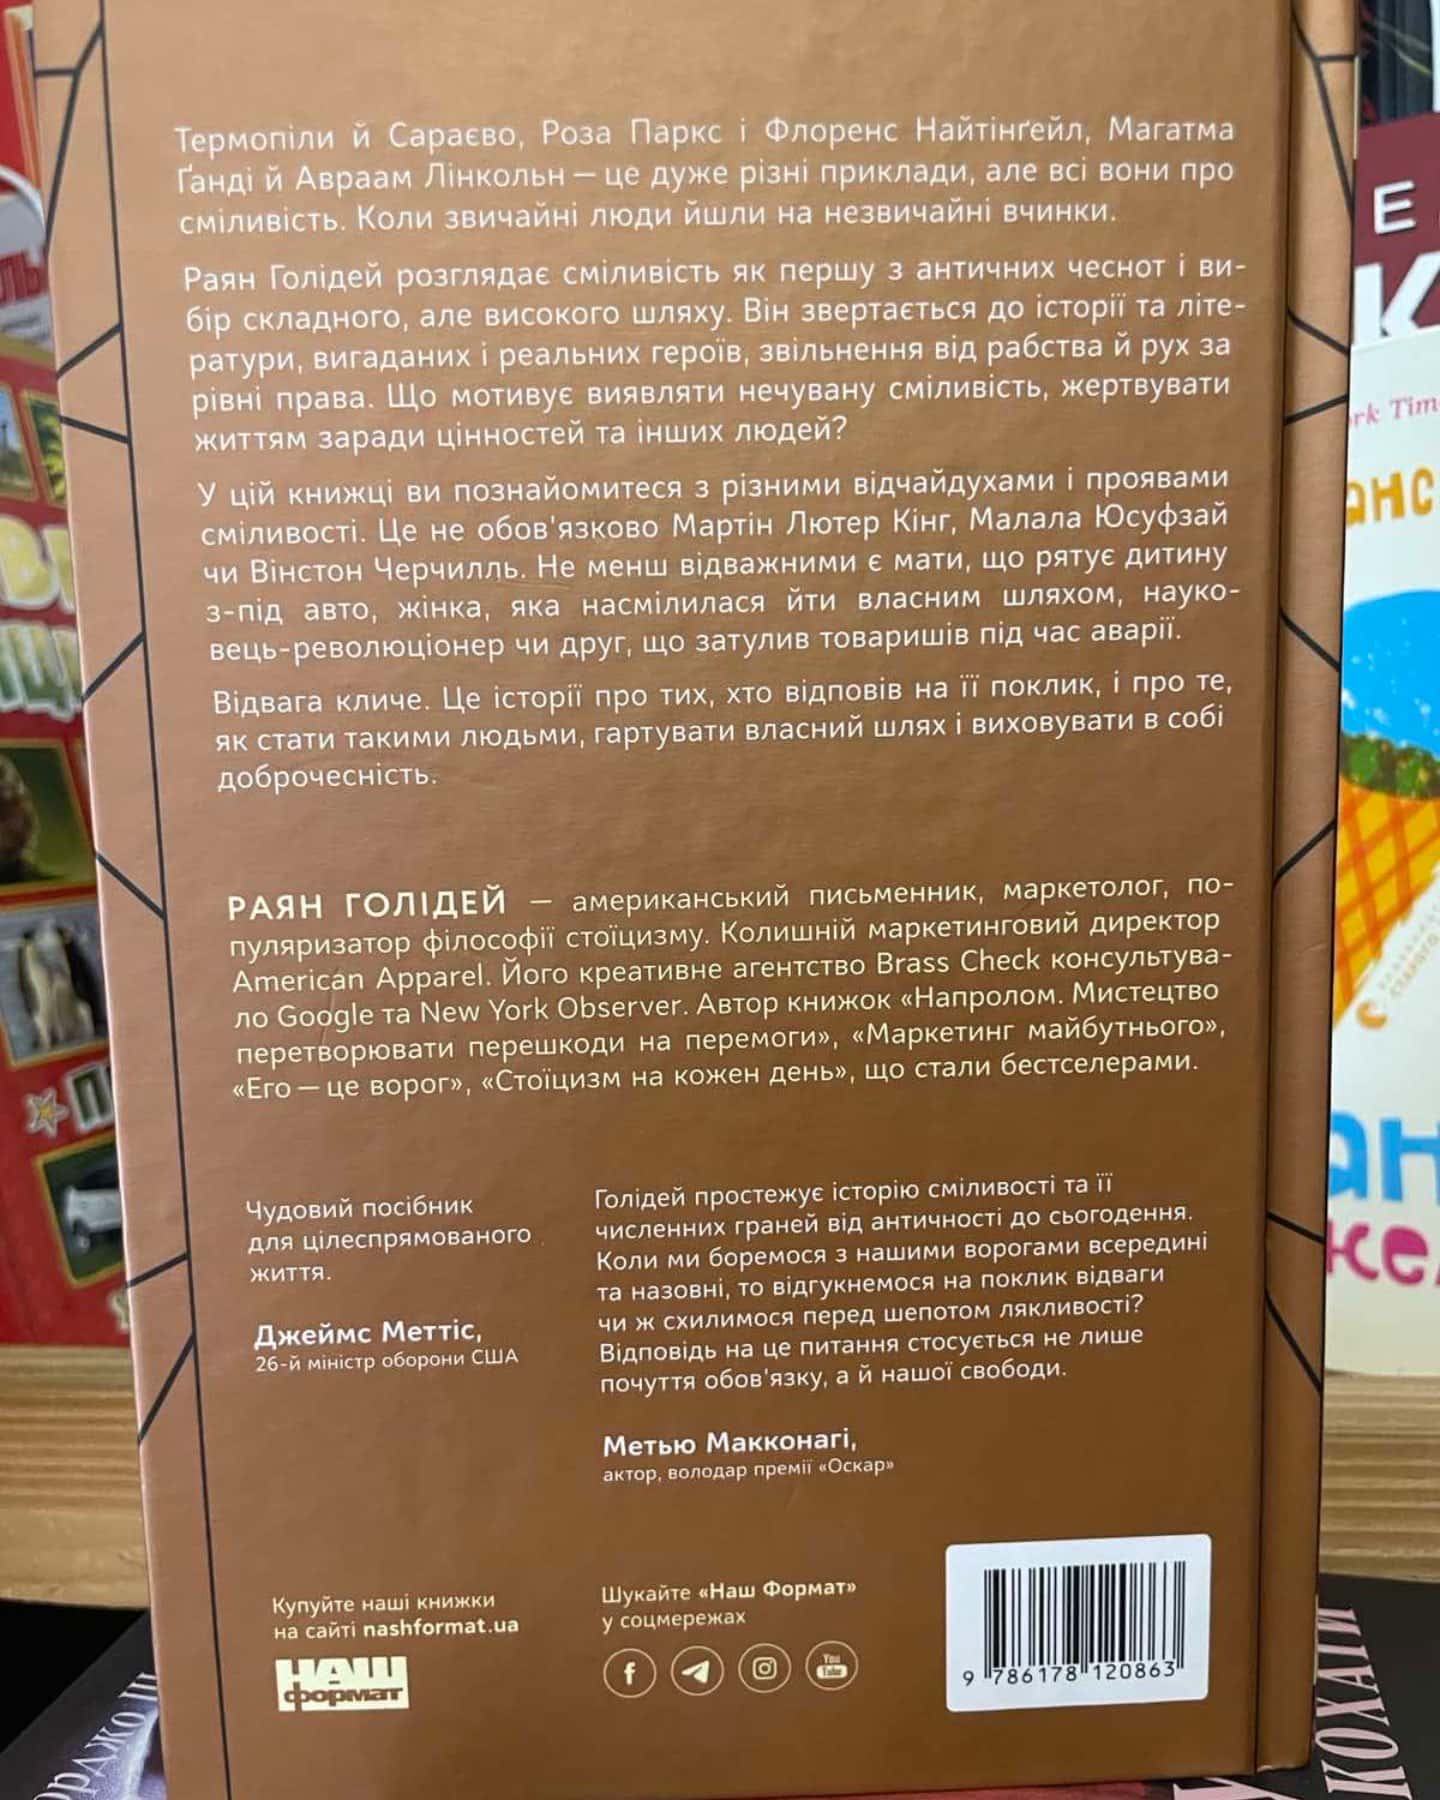 Термопіли й Сараєво, Роза Паркс і Флоренс Найтінґейл, Магатма
Ґанді й Авраам Лінкольн — це дуже різні приклади, але всі вони про
сміливість. Коли звичайні люди йшли на незвичайні вчинки.
Раян Голідей розглядає сміливість як першу з античних чеснот і ви-
бір складного, але високого шляху. Він звертається до історії та літе-
ратури, вигаданих і реальних героїв, звільнення від рабства й рух за
рівні права. Що мотивує виявляти нечувану сміливість, жертвувати
життям заради цінностей та інших людей?
У цій книжці ви познайомитеся з різними відчайдухами і проявами
сміливості. Це не обов'язково Мартін Лютер Кінг, Малала Юсуфзай
чи Вінстон Черчилль. Не менш відважними є мати, що рятує дитину
з-під авто, жінка, яка насмілилася йти власним шляхом, науко-
вець-революціонер чи друг, що затулив товаришів під час аварії.
Відвага кличе. Це історії про тих, хто відповів на її поклик, і про те,
як стати такими людьми, гартувати власний шлях і виховувати в собі
доброчесність.
РАЯН ГОЛІДЕЙ — американський письменник, маркетолог, по-
пуляризатор філософії стоїцизму. Колишній маркетинговий директор
American Apparel. Його креативне агентство Brass Check консультува-
ло Google та New York Observer. Автор книжок «Напролом. Мистецтво
перетворювати перешкоди на перемоги», «Маркетинг майбутнього»,
«Его — це ворог», «Стоїцизм на кожен день», що стали бестселерами.
Чудовий посібник
для цілеспрямованого
життя.
Джеймс Меттіс,
26-й міністр оборони США
Голідей простежує історію сміливості та її
численних граней від античності до сьогодення.
Коли ми боремося з нашими ворогами всередині
та назовні, то відгукнемося на поклик відваги
чи ж схилимося перед шепотом лякливості?
Відповідь на це питання стосується не лише
почуття обов'язку, а й нашої свободи.
Метью Макконагі,
актор, володар премії «Оскар»
Купуйте наші книжки
на сайті nashformat.ua
НАШ
формат
Шукайте «Наш Формат»
у соцмережах
You
Tube
9 786178 120863
КОХАТИ